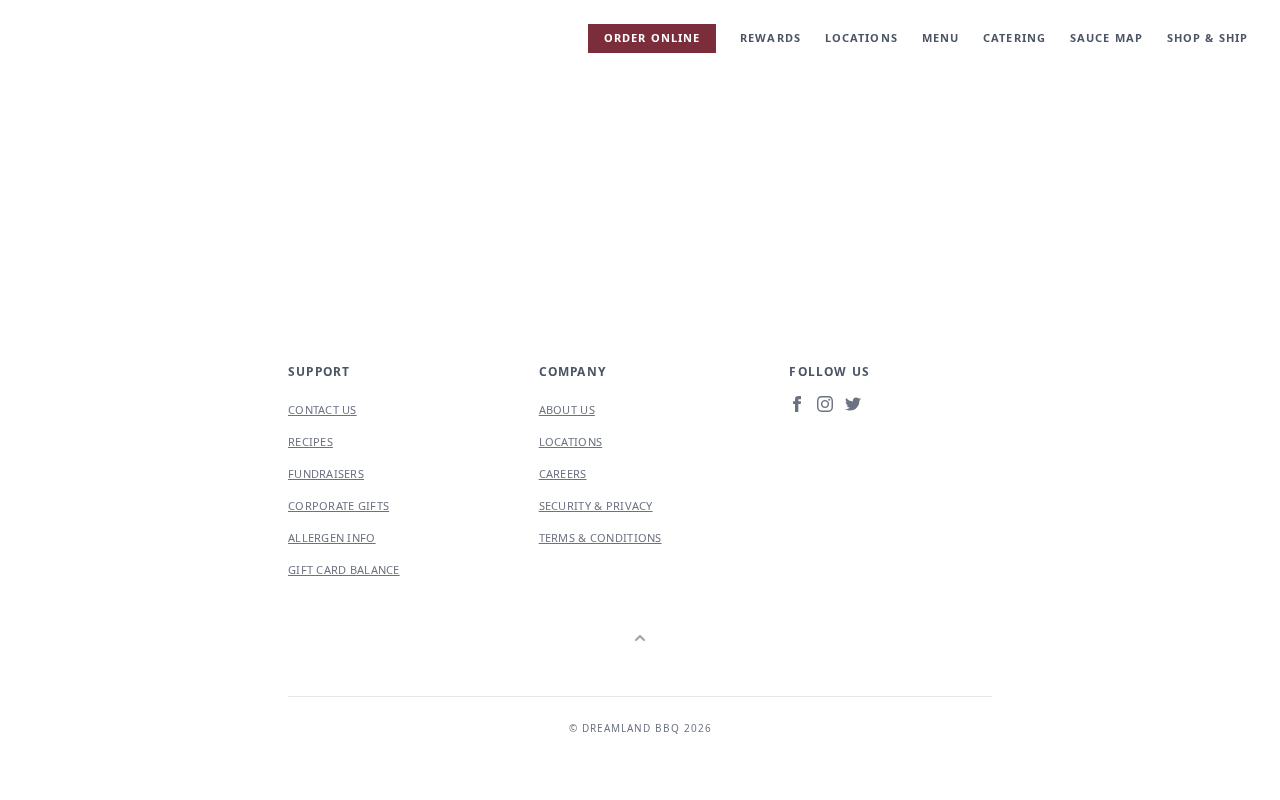 ORDER ONLINE REWARDS LOCATIONS MENU CATERING SAUCE MAP SHOP & SHIP
SUPPORT
CONTACT US
RECIPES
FUNDRAISERS
CORPORATE GIFTS
ALLERGEN INFO
GIFT CARD BALANCE
COMPANY
ABOUT US
LOCATIONS
CAREERS
SECURITY & PRIVACY
TERMS & CONDITIONS
FOLLOW US
© DREAMLAND BBQ 2026